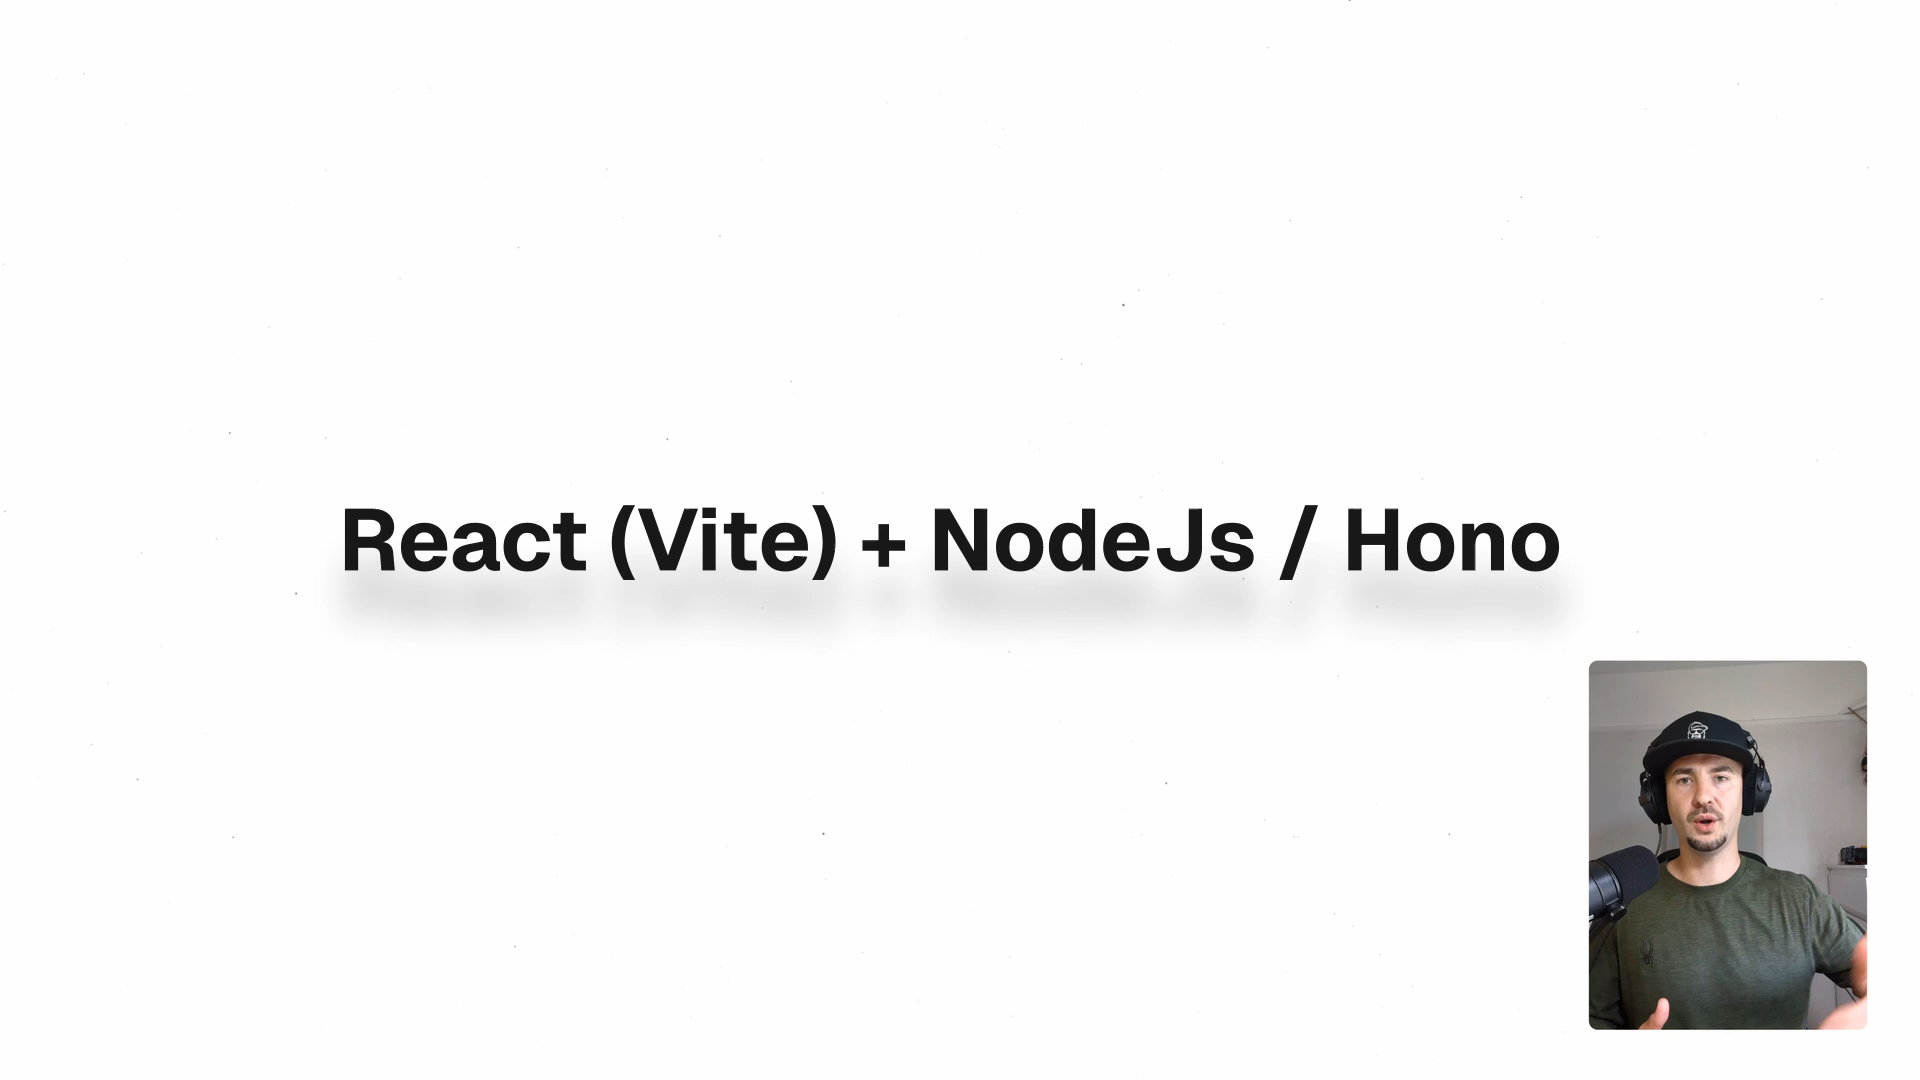 React (Vite) + NodeJs / Hono